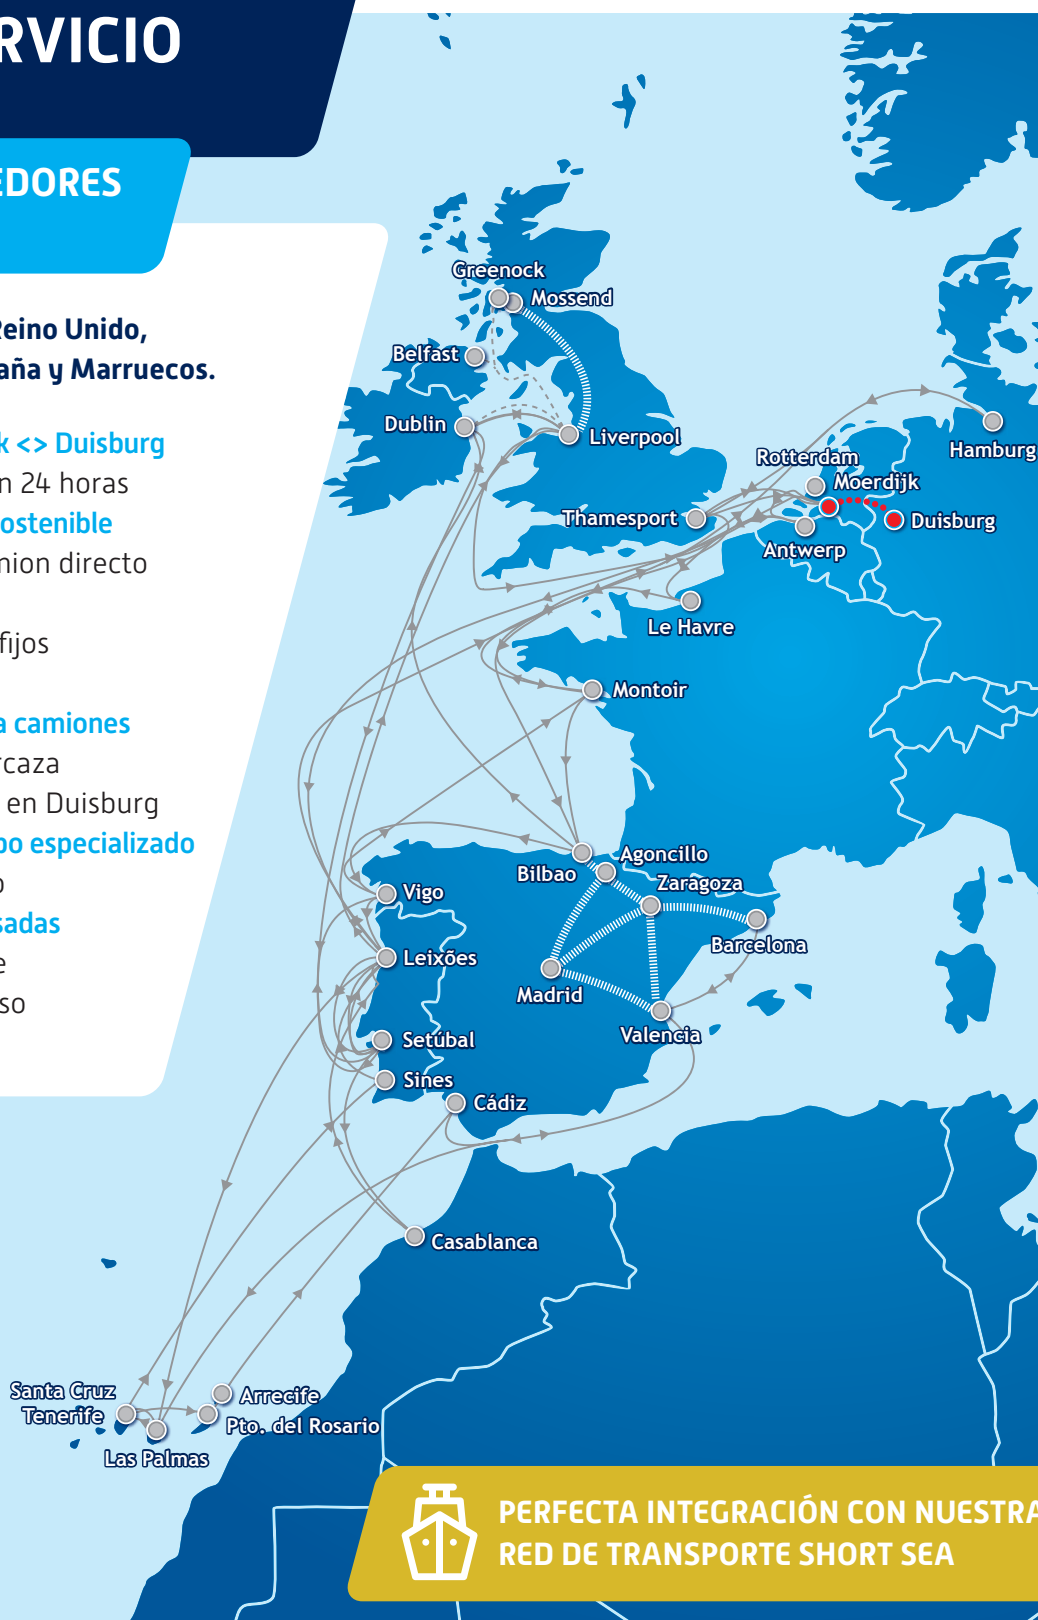 RVICIO
EDORES
Reino Unido,
aña y Marruecos.
k <> Duisburg
n 24 horas
ostenible
mion directo
fijos
a camiones
rcaza
en Duisburg
po especializado
o
sadas
e
so
Greenock
Mossend
Belfast
Dublin
Liverpool
Hamburg
Rotterdam
Moerdijk
Thamesport
Duisburg
Antwerp
Le Havre
Montoir
Agoncillo
Bilbao
Zaragoza
Vigo
Barcelona
Leixões
Madrid
Valencia
Setúbal
Sines
Cádiz
Casablanca
Santa Cruz
Tenerife
Arrecife
Pto. del Rosario
Las Palmas
PERFECTA INTEGRACIÓN CON NUESTRA
RED DE TRANSPORTE SHORT SEA